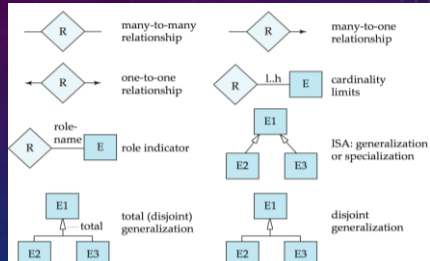 R
many-to-many
relationship
R
many-to-one
relationship
R
one-to-one
relationship
R
l..h
E
cardinality
limits
R
role-
name
E
role indicator
E1
E2
E3
ISA: generalization
or specialization
E1
total
E2
E3
total (disjoint)
generalization
E1
E2
E3
disjoint
generalization